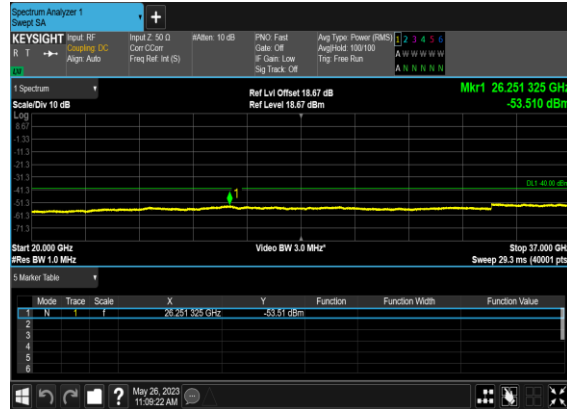 Spectrum Analyzer 1
Swept SA
+
KEYSIGHT Input: RF Input Z: 50 Ω #Atten: 10 dB PNO: Fast Avg Type: Power (RMS) 1 2 3 4 5 6
R T Coupling: DC Corr CCorr Gate: Off Avg|Hold: 100/100 A W W W W W
Align: Auto Freq Ref: Int (S) IF Gain: Low Trig: Free Run
Sig Track: Off A N N N N N
1 Spectrum Ref Lvl Offset 18.67 dB Mkr1 26.251 325 GHz
Scale/Div 10 dB Ref Level 18.67 dBm -53.510 dBm
Log
8.67
-1.33
-11.3
-21.3
-31.3
DL1 -40.00 dBm
-41.3
1
-51.3
-61.3
-71.3
Start 20.000 GHz Video BW 3.0 MHz* Stop 37.000 GHz
#Res BW 1.0 MHz Sweep 29.3 ms (40001 pts)
5 Marker Table
Mode Trace Scale X Y Function Function Width Function Value
1 N 1 f 26.251 325 GHz -53.51 dBm
2
3
4
5
6
? May 26, 2023
11:09:22 AM